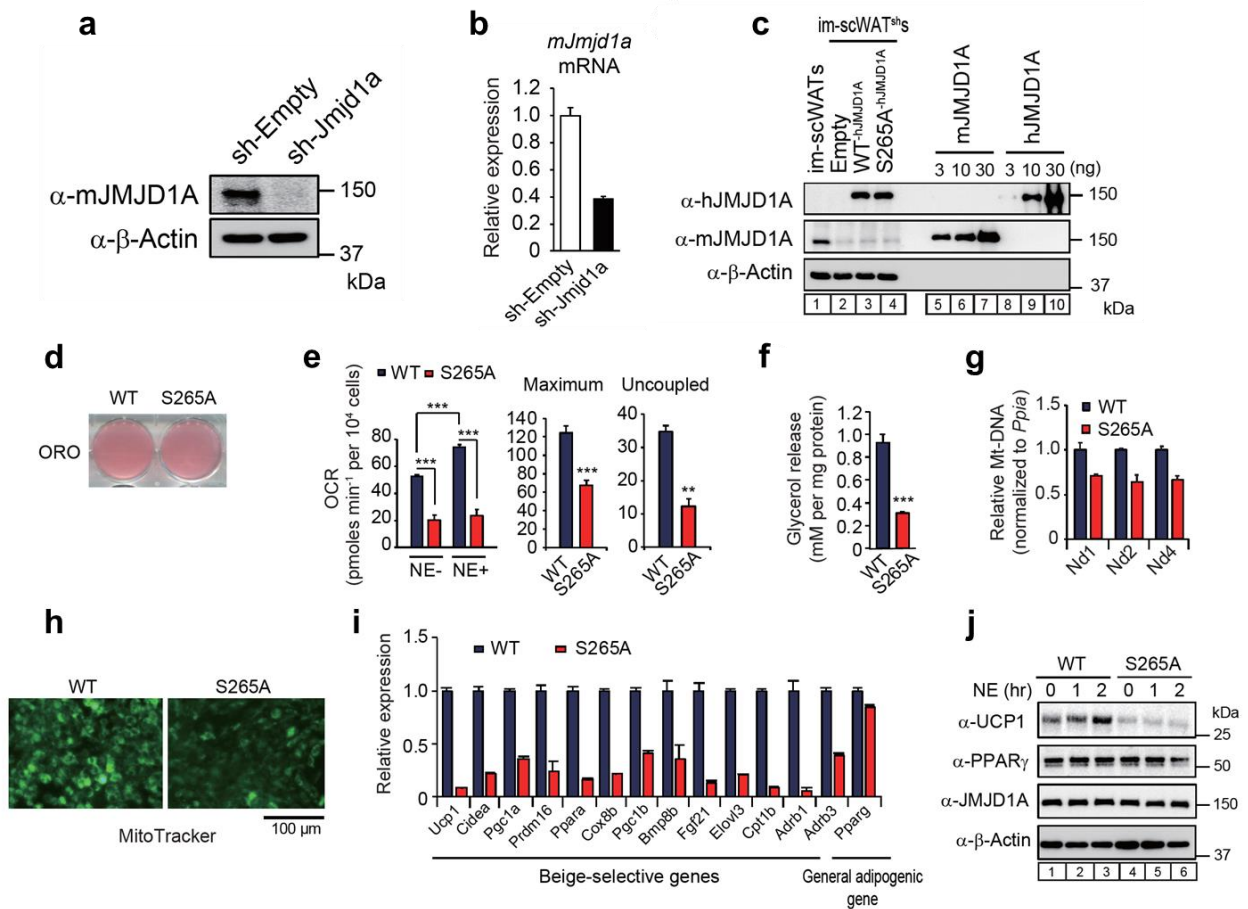 a
sh-Empty
sh-Jmjd1a
α-mJMJD1A
150
α-β-Actin
37
kDa
b
mJmjd1a
mRNA
Relative expression
1.2
1.0
0.8
0.6
0.4
0.2
0
sh-Empty
sh-Jmjd1a
c
im-scWATshs
im-scWATs
Empty
WT-hJMJD1A
S265A-hJMJD1A
mJMJD1A
hJMJD1A
3 10 30 3 10 30 (ng)
α-hJMJD1A
150
α-mJMJD1A
150
α-β-Actin
37
1 2 3 4 5 6 7 8 9 10
kDa
d
WT S265A
ORO
e
WT S265A
OCR
(pmoles min-1 per 104 cells)
80
60
40
20
0
***
***
***
NE- NE+
Maximum
140
120
100
80
60
40
20
0
***
WT
S265A
Uncoupled
40
30
20
10
0
**
WT
S265A
f
Glycerol release
(mM per mg protein)
1.2
1.0
0.8
0.6
0.4
0.2
0
***
WT
S265A
g
Relative Mt-DNA
(normalized to Ppia)
1.5
1.0
0.5
0
WT
S265A
Nd1
Nd2
Nd4
h
WT S265A
MitoTracker
100 µm
i
Relative expression
1.5
1.0
0.5
0
WT S265A
Ucp1
Cidea
Pgc1a
Prdm16
Ppara
Cox8b
Pgc1b
Bmp8b
Fgf21
Elovl3
Cpt1b
Adrb1
Adrb3
Pparg
Beige-selective genes
General adipogenic
gene
j
WT S265A
NE (hr) 0 1 2 0 1 2
kDa
α-UCP1
25
α-PPARγ
50
α-JMJD1A
150
α-β-Actin
37
1 2 3 4 5 6